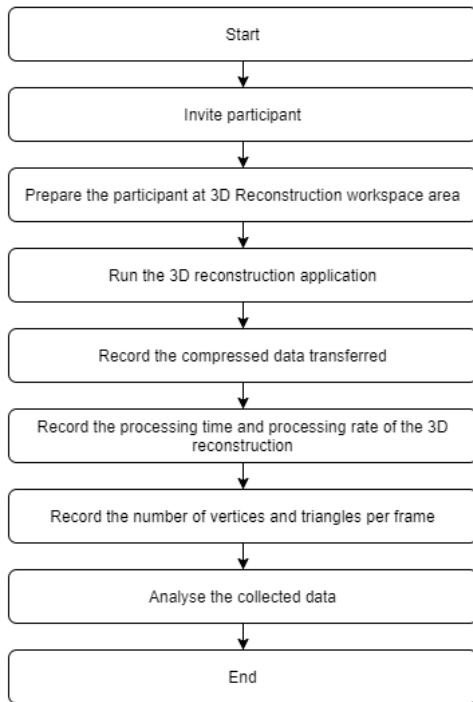 Start
Invite participant
Prepare the participant at 3D Reconstruction workspace area
Run the 3D reconstruction application
Record the compressed data transferred
Record the processing time and processing rate of the 3D
reconstruction
Record the number of vertices and triangles per frame
Analyse the collected data
End